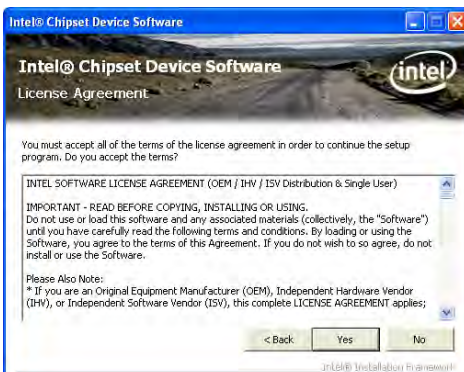 Intel® Chipset Device Software
Intel® Chipset Device Software
intel
License Agreement
You must accept all of the terms of the license agreement in order to continue the setup
program. Do you accept the terms?
INTEL SOFTWARE LICENSE AGREEMENT (OEM / IHV / ISV Distribution & Single User)
IMPORTANT - READ BEFORE COPYING, INSTALLING OR USING.
Do not use or load this software and any associated materials (collectively, the "Software")
until you have carefully read the following terms and conditions. By loading or using the
Software, you agree to the terms of this Agreement. If you do not wish to so agree, do not
install or use the Software.
Please Also Note:
* If you are an Original Equipment Manufacturer (OEM), Independent Hardware Vendor
(IHV), or Independent Software Vendor (ISV), this complete LICENSE AGREEMENT applies;
< Back
Yes
No
Intel® Installation Framework